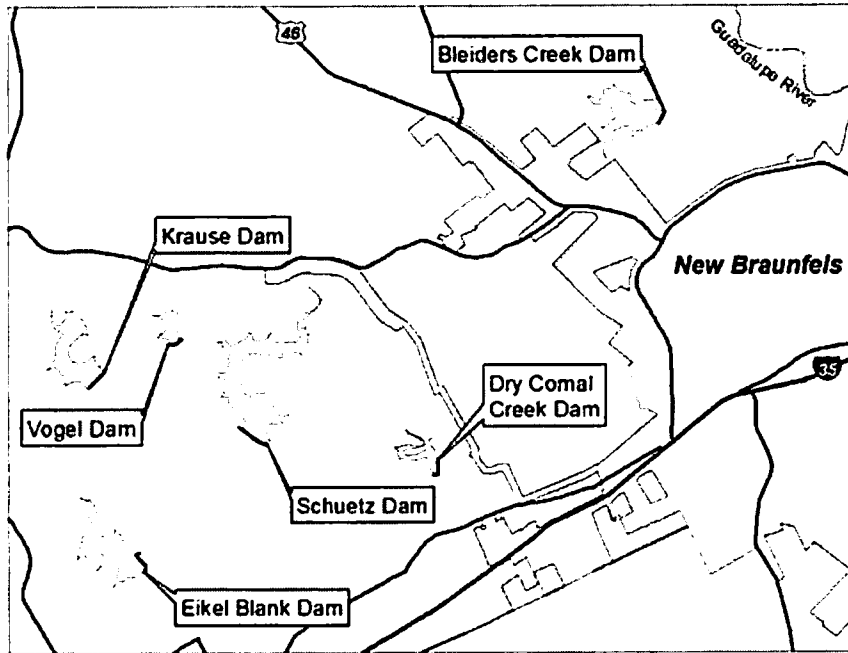 46
Bleiders Creek Dam
Guadalupe River
Krause Dam
New Braunfels
35
Dry Comal
Creek Dam
Vogel Dam
Schuetz Dam
Eikel Blank Dam